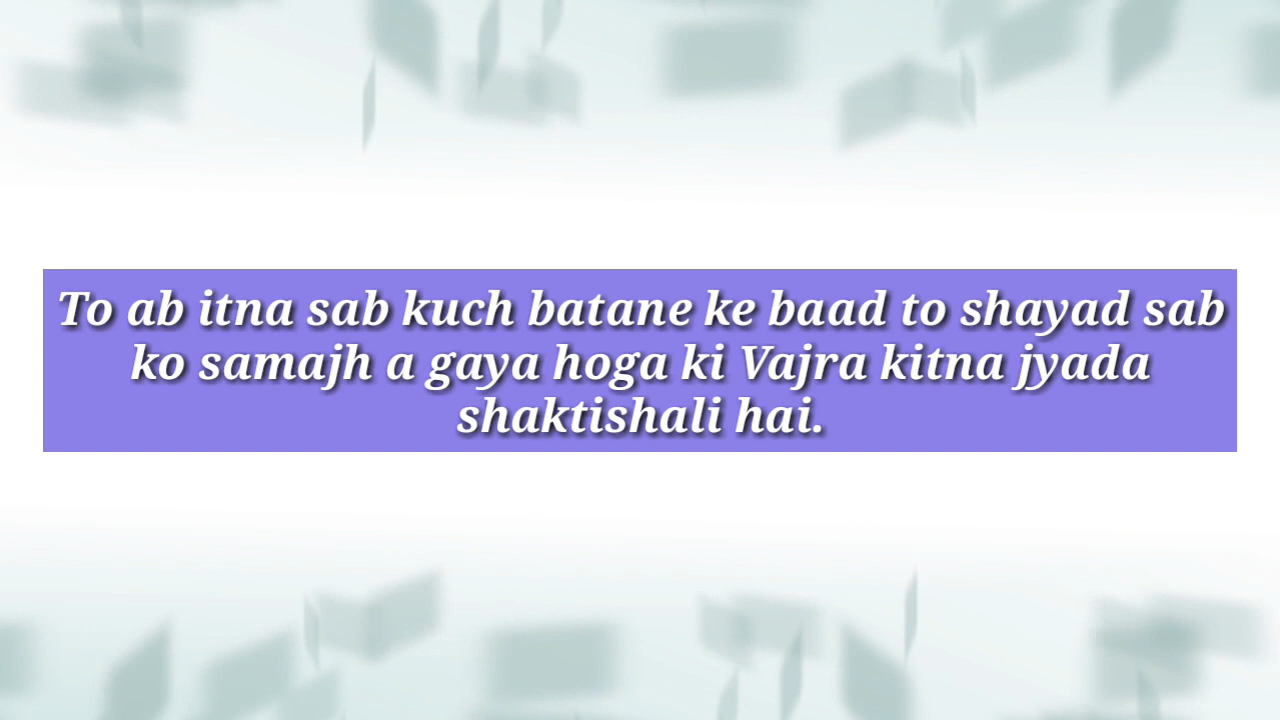 To ab itna sab kuch batane ke baad to shayad sab
ko samajh a gaya hoga ki Vajra kitna jyada
shaktishali hai.